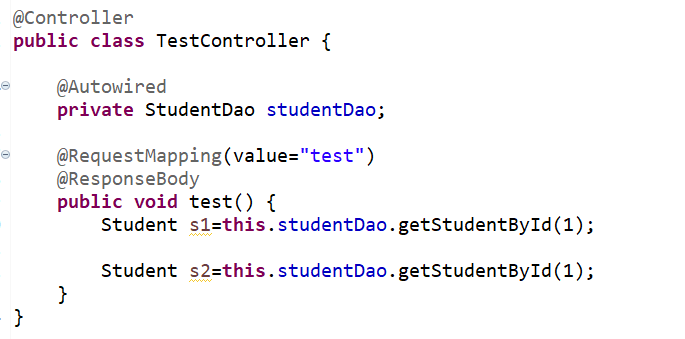 @Controller
public class TestController {
@Autowired
private StudentDao studentDao;
@RequestMapping(value="test")
@ResponseBody
public void test() {
Student s1=this.studentDao.getStudentById(1);
Student s2=this.studentDao.getStudentById(1);
}
}